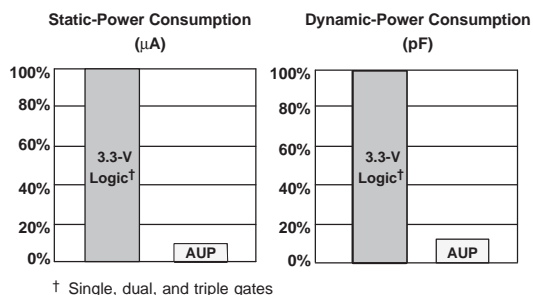 Static-Power Consumption
(μA)
100%
80%
60%
40%
20%
0%
3.3-V
Logic†
AUP
Dynamic-Power Consumption
(pF)
100%
80%
60%
40%
20%
0%
3.3-V
Logic†
AUP
† Single, dual, and triple gates